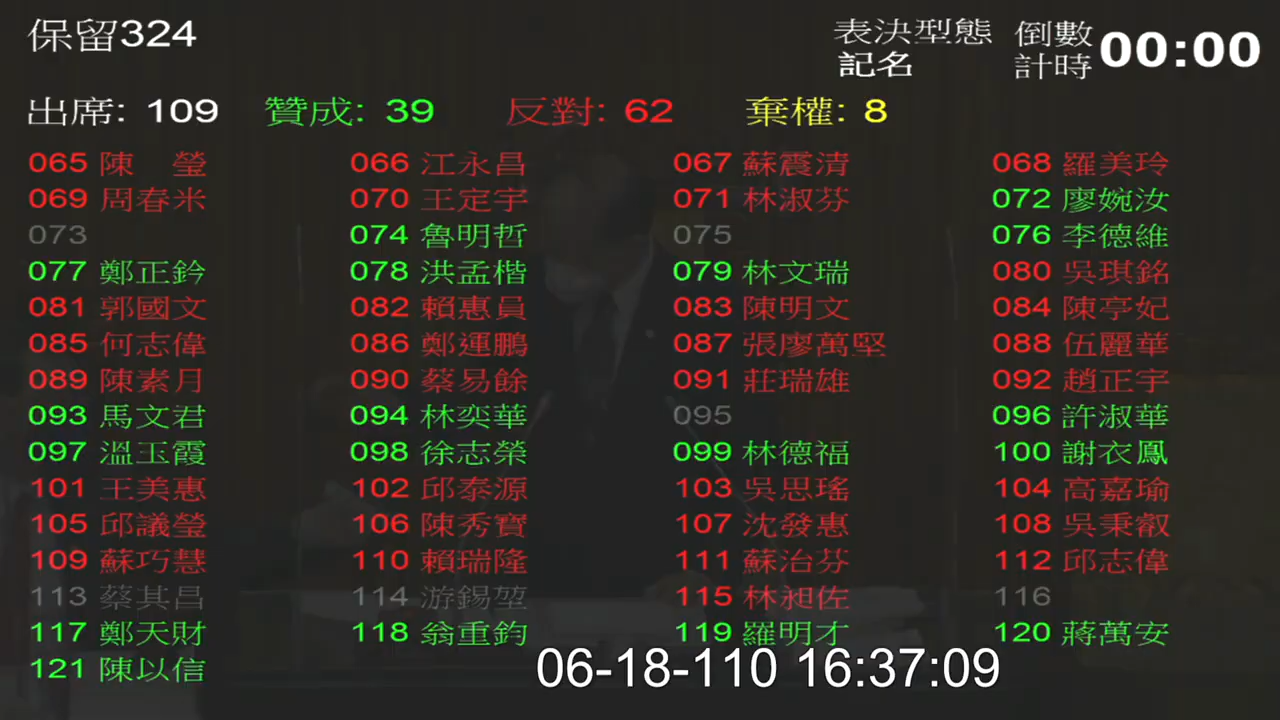 保留324 表決型態 倒數 00:00
記名 計時
出席: 109 贊成: 39 反對: 62 棄權: 8
065 陳 瑩 066 江永昌 067 蘇震清 068 羅美玲
069 周春米 070 王定宇 071 林淑芬 072 廖婉汝
073 074 魯明哲 075 076 李德維
077 鄭正鈐 078 洪孟楷 079 林文瑞 080 吳琪銘
081 郭國文 082 賴惠員 083 陳明文 084 陳亭妃
085 何志偉 086 鄭運鵬 087 張廖萬堅 088 伍麗華
089 陳素月 090 蔡易餘 091 莊瑞雄 092 趙正宇
093 馬文君 094 林奕華 095 096 許淑華
097 溫玉霞 098 徐志榮 099 林德福 100 謝衣鳳
101 王美惠 102 邱泰源 103 吳思瑤 104 高嘉瑜
105 邱議瑩 106 陳秀寳 107 沈發惠 108 吳秉叡
109 蘇巧慧 110 賴瑞隆 111 蘇治芬 112 邱志偉
113 蔡其昌 114 游錫堃 115 林昶佐 116
117 鄭天財 118 翁重鈞 119 羅明才 120 蔣萬安
121 陳以信
06-18-110 16:37:09